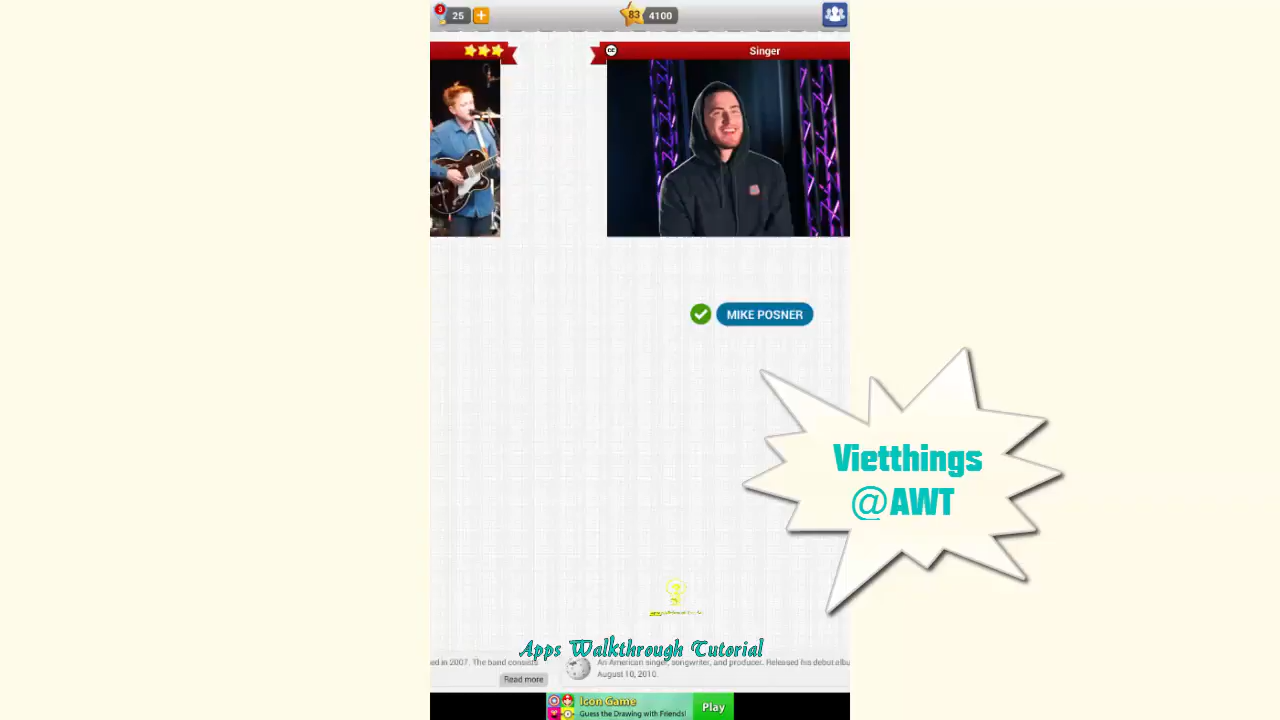 3
25
83
4100
CC
Singer
MIKE POSNER
Vietthings
@AWT
Apps Walkthrough Tutorial
ed in 2007. The band consists
Read more
An American singer, songwriter, and producer. Released his debut albu
August 10, 2010.
Icon Game
Guess the Drawing with Friends!
Play